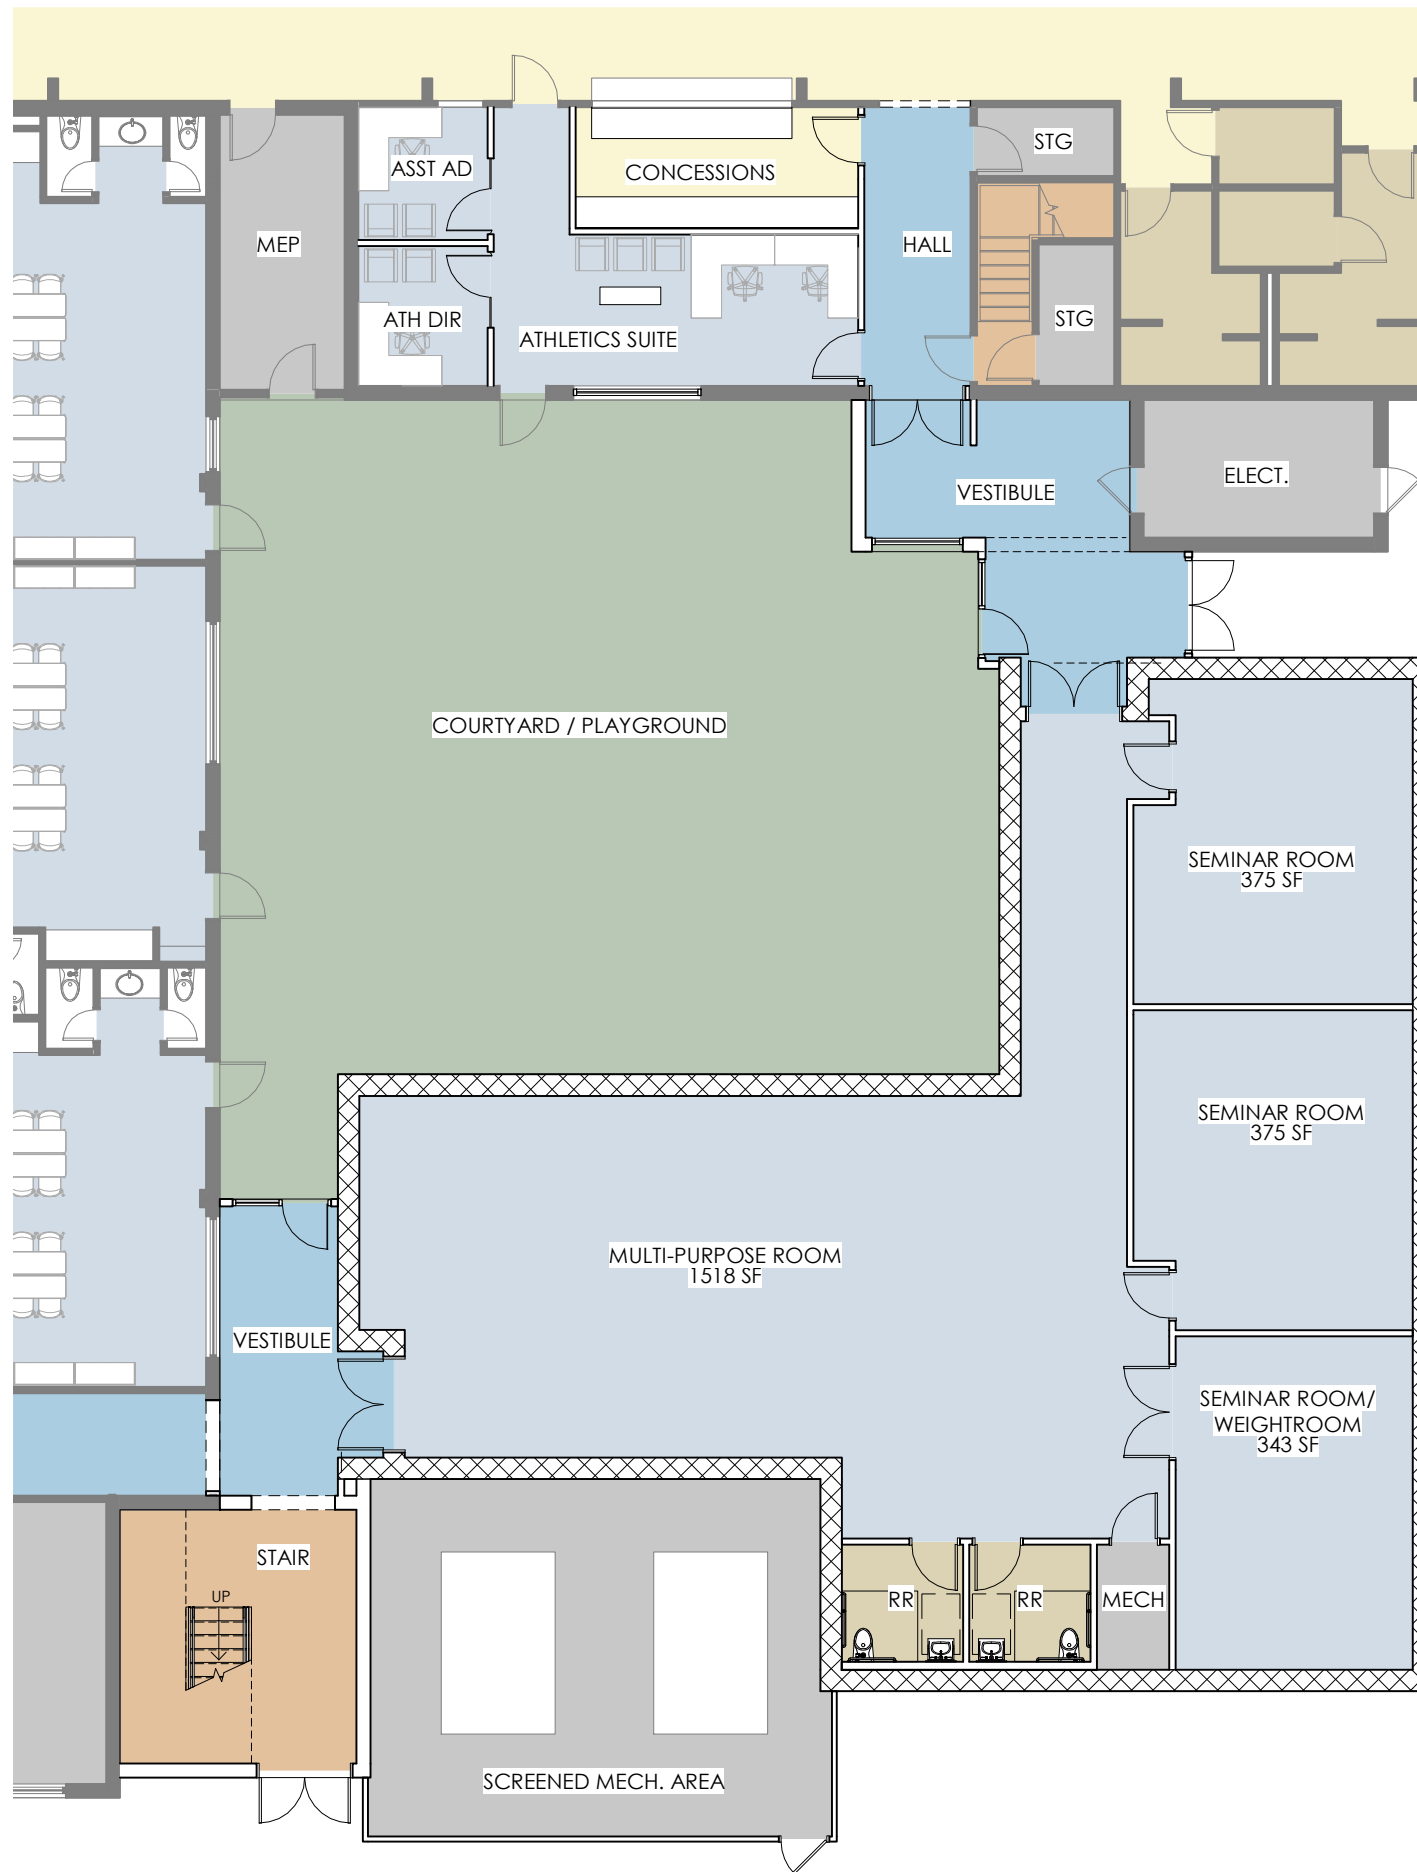 STG
ASST AD
CONCESSIONS
MEP
HALL
ATH DIR
STG
ATHLETICS SUITE
ELECT.
VESTIBULE
COURTYARD / PLAYGROUND
SEMINAR ROOM
375 SF
SEMINAR ROOM
375 SF
MULTI-PURPOSE ROOM
1518 SF
VESTIBULE
SEMINAR ROOM/
WEIGHTROOM
343 SF
STAIR
UP
RR
RR
MECH
SCREENED MECH. AREA